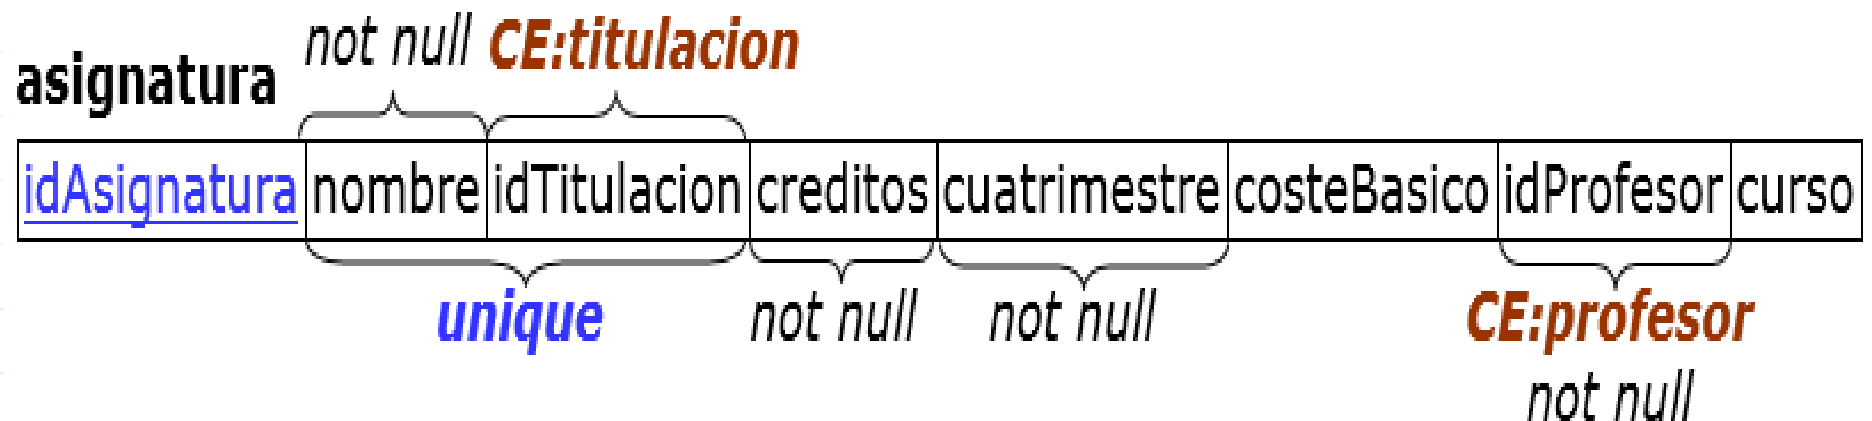 not null CE:titulacion
asignatura
idAsignatura nombre idTitulacion creditos cuatrimestre costeBasico idProfesor curso
unique not null not null CE:profesor
not null